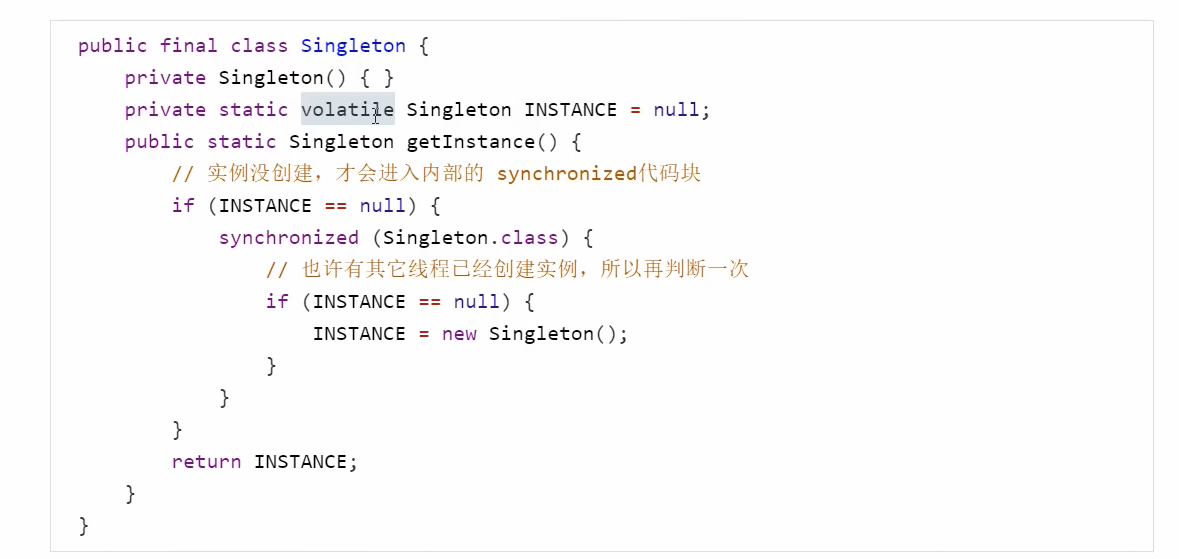 public final class Singleton {
    private Singleton() { }
    private static volatile Singleton INSTANCE = null;
    public static Singleton getInstance() {
        // 实例没创建，才会进入内部的 synchronized代码块
        if (INSTANCE == null) {
            synchronized (Singleton.class) {
                // 也许有其它线程已经创建实例，所以再判断一次
                if (INSTANCE == null) {
                    INSTANCE = new Singleton();
                }
            }
        }
        return INSTANCE;
    }
}